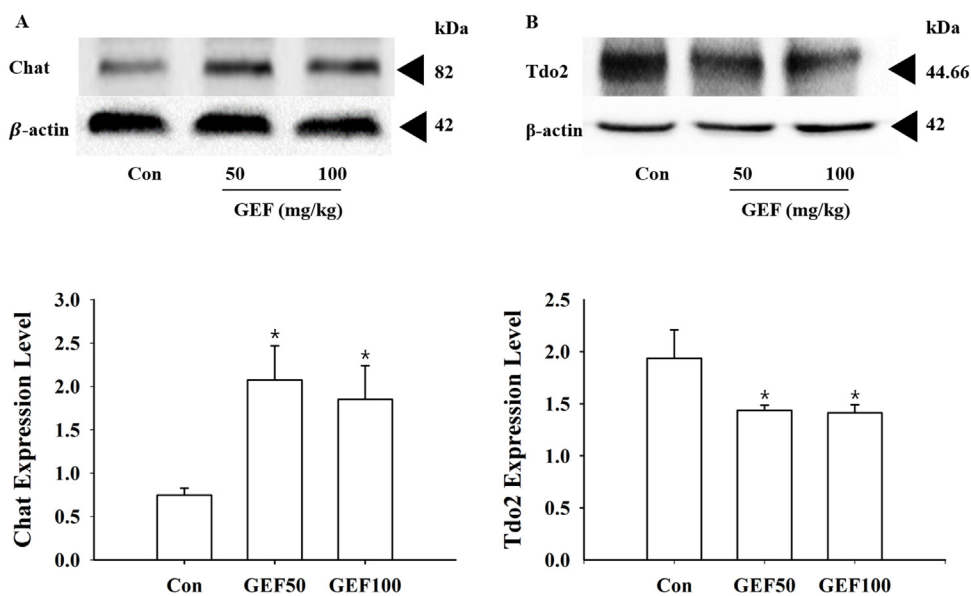 A
kDa
Chat
82
β-actin
42
Con
50
100
GEF (mg/kg)
B
kDa
Tdo2
44.66
β-actin
42
Con
50
100
GEF (mg/kg)
Chat Expression Level
3.0
2.5
2.0
1.5
1.0
0.5
0.0
*
*
Con
GEF50
GEF100
Tdo2 Expression Level
2.5
2.0
1.5
1.0
0.5
0.0
*
*
Con
GEF50
GEF100